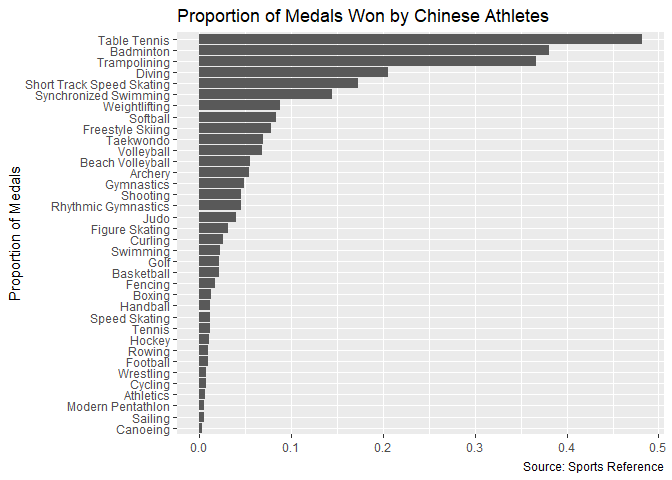 Proportion of Medals Won by Chinese Athletes
Proportion of Medals
Table Tennis
Badminton
Trampolining
Diving
Short Track Speed Skating
Synchronized Swimming
Weightlifting
Softball
Freestyle Skiing
Taekwondo
Volleyball
Beach Volleyball
Archery
Gymnastics
Shooting
Rhythmic Gymnastics
Judo
Figure Skating
Curling
Swimming
Golf
Basketball
Fencing
Boxing
Handball
Speed Skating
Tennis
Hockey
Rowing
Football
Wrestling
Cycling
Athletics
Modern Pentathlon
Sailing
Canoeing
0.0 0.1 0.2 0.3 0.4 0.5
Source: Sports Reference